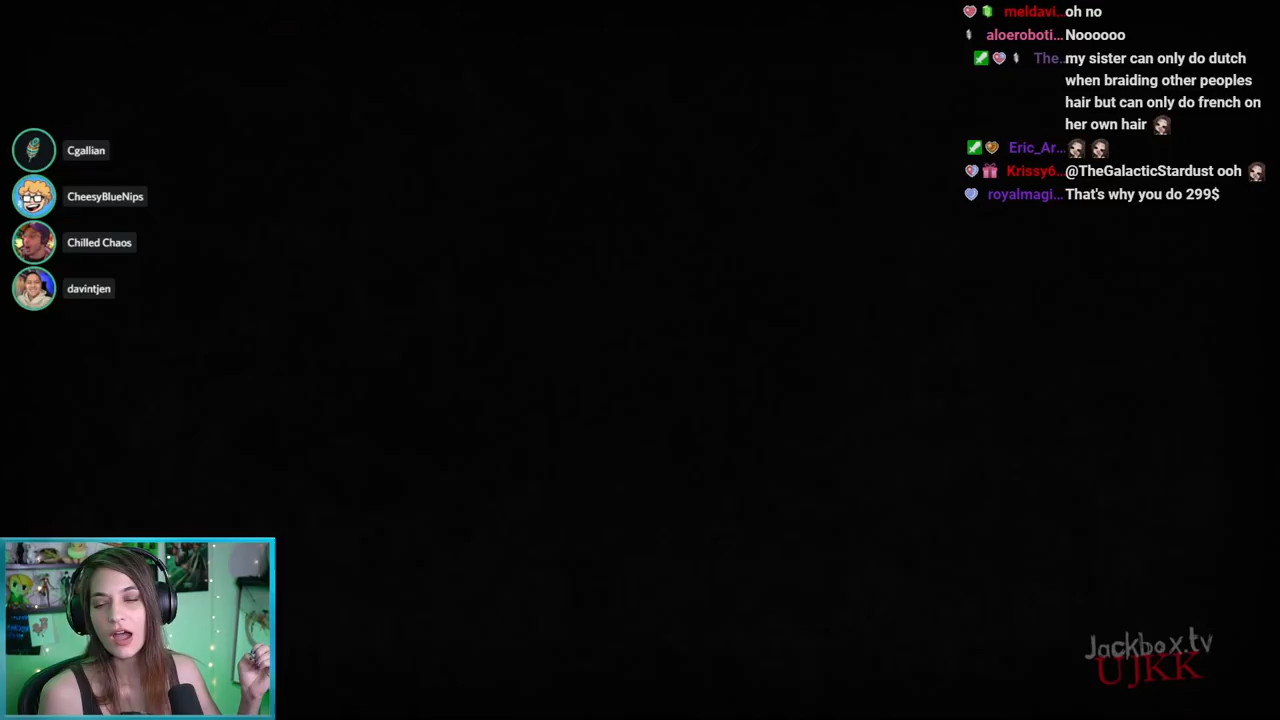 meldavi... oh no
aloeroboti... Noooooo
The... my sister can only do dutch
when braiding other peoples
hair but can only do french on
her own hair
Eric_Ar...
Krissy6... @TheGalacticStardust ooh
royalmagi... That's why you do 299$
Cgallian
CheesyBlueNips
Chilled Chaos
davintjen
Jackbox.tv
UJKK